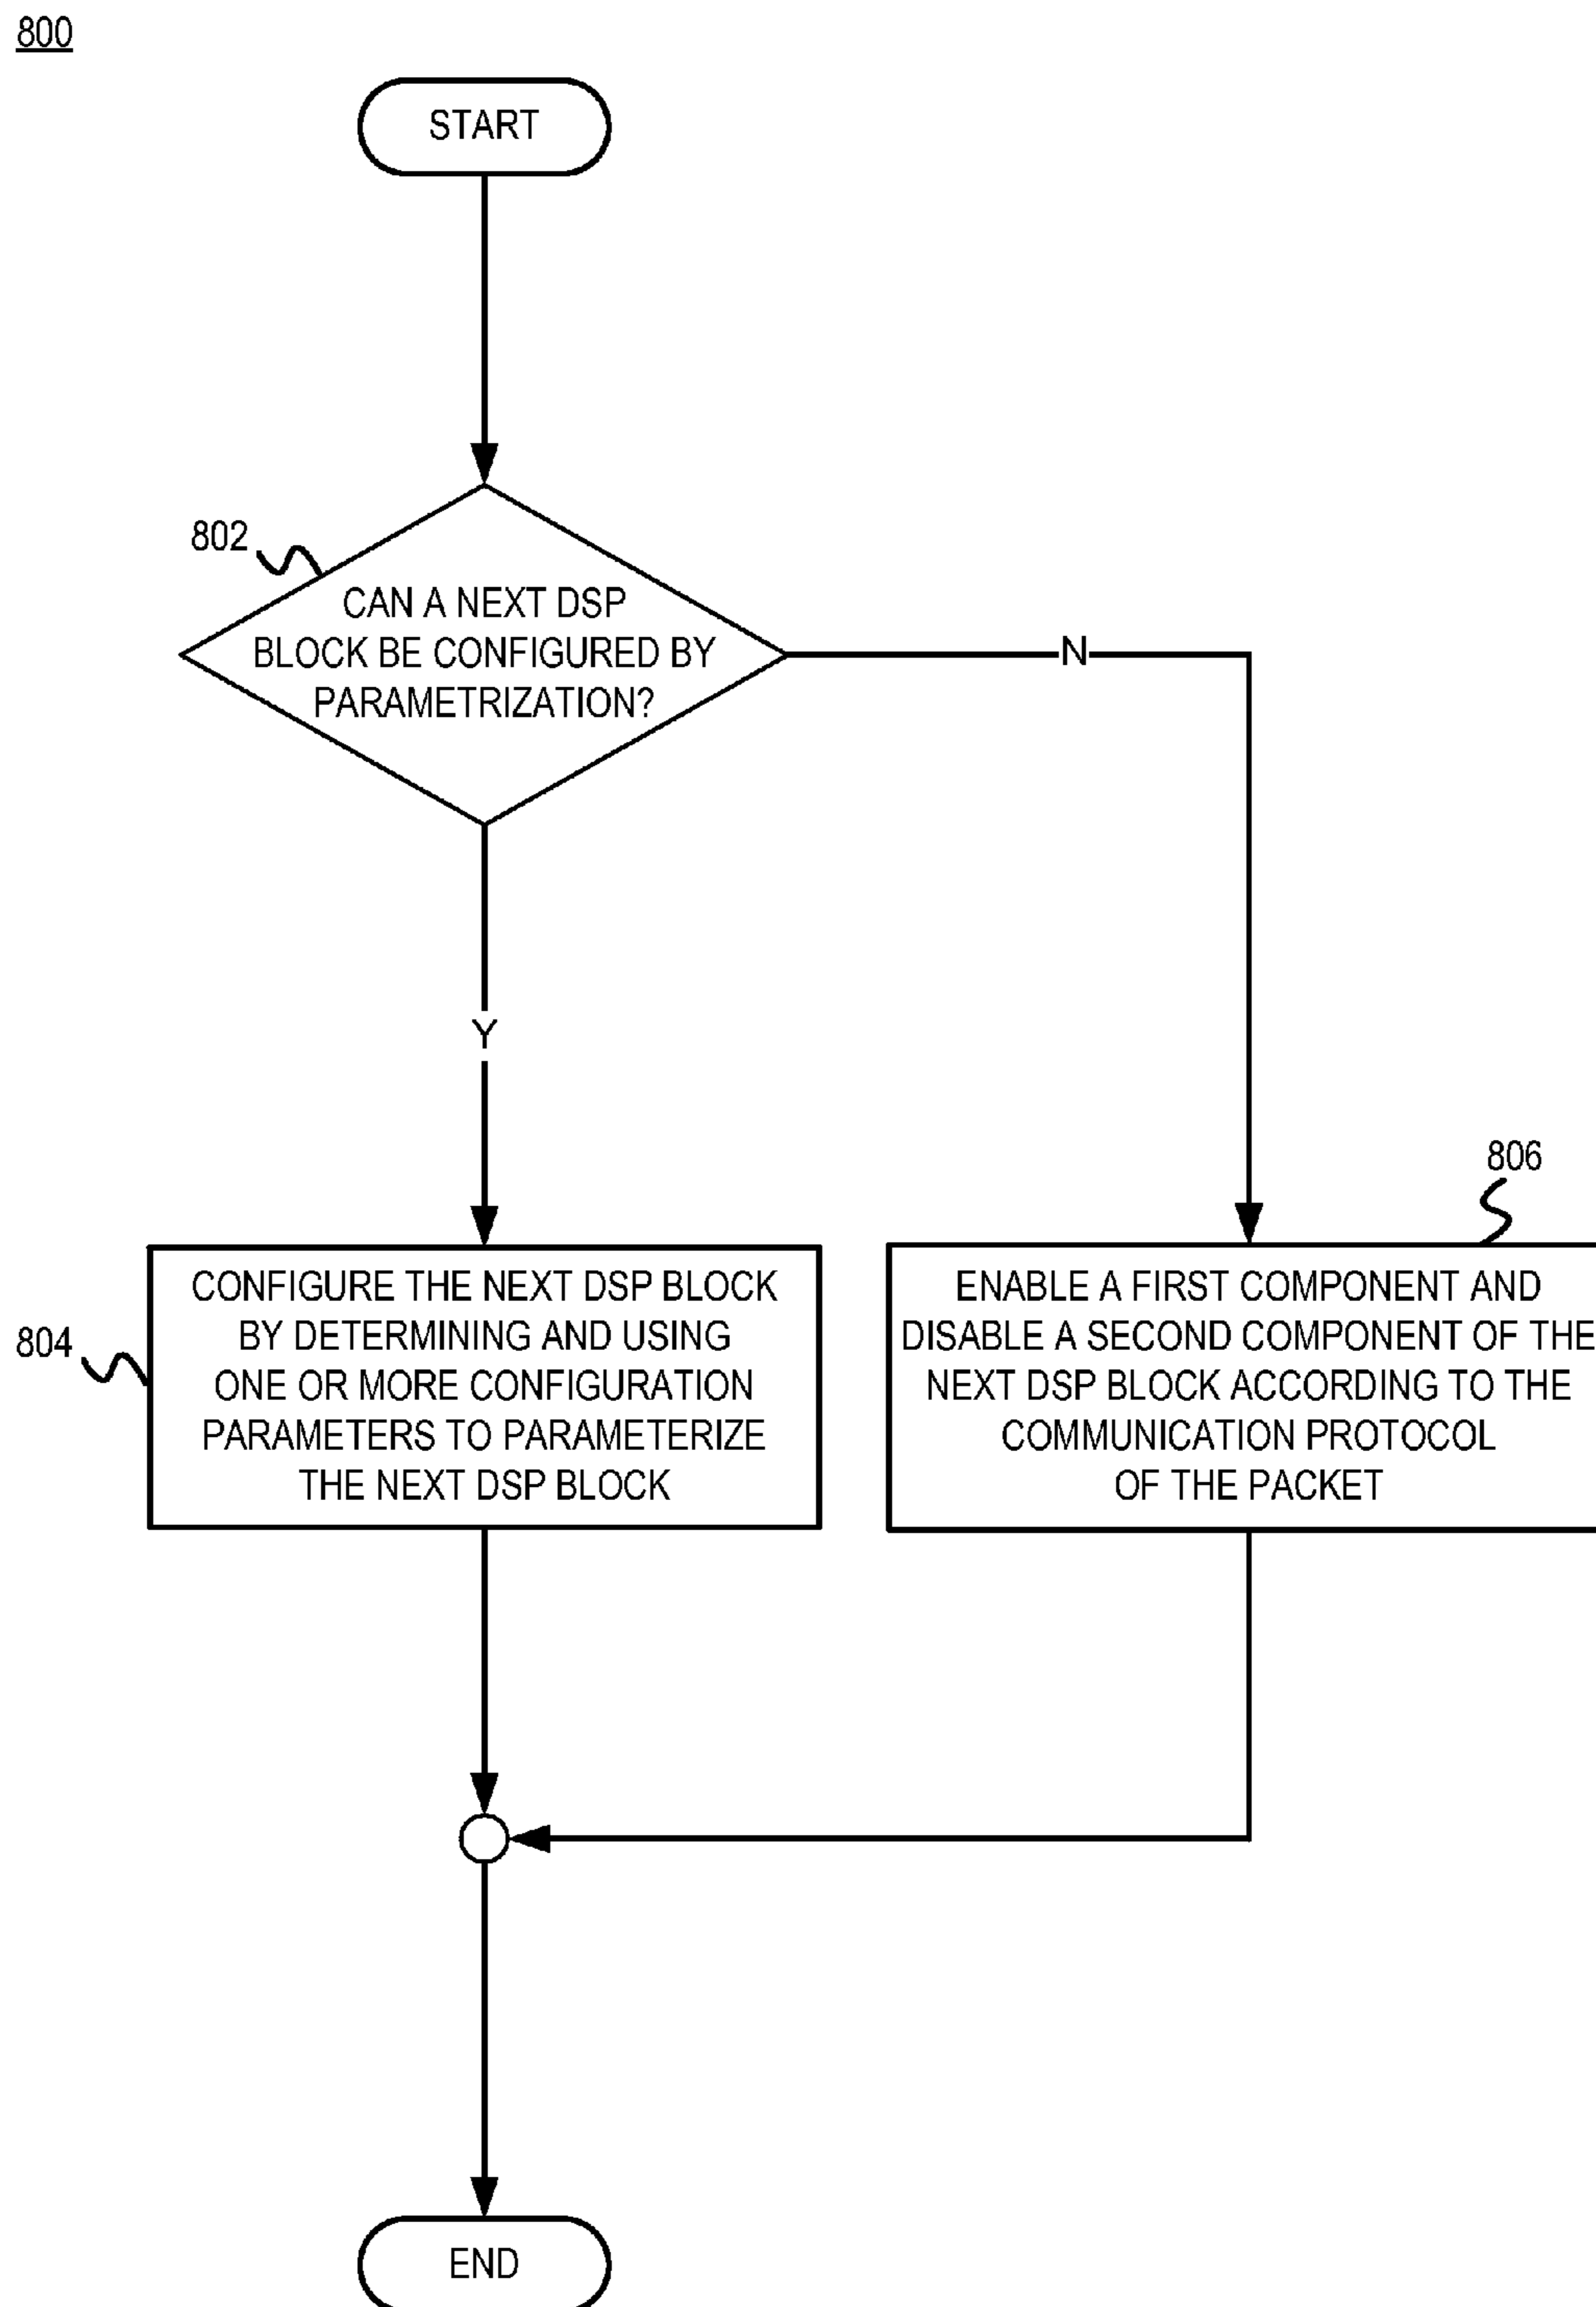 800
START
802
CAN A NEXT DSP
BLOCK BE CONFIGURED BY
PARAMETRIZATION?
N
Y
806
804
CONFIGURE THE NEXT DSP BLOCK
BY DETERMINING AND USING
ONE OR MORE CONFIGURATION
PARAMETERS TO PARAMETERIZE
THE NEXT DSP BLOCK
ENABLE A FIRST COMPONENT AND
DISABLE A SECOND COMPONENT OF THE
NEXT DSP BLOCK ACCORDING TO THE
COMMUNICATION PROTOCOL
OF THE PACKET
END